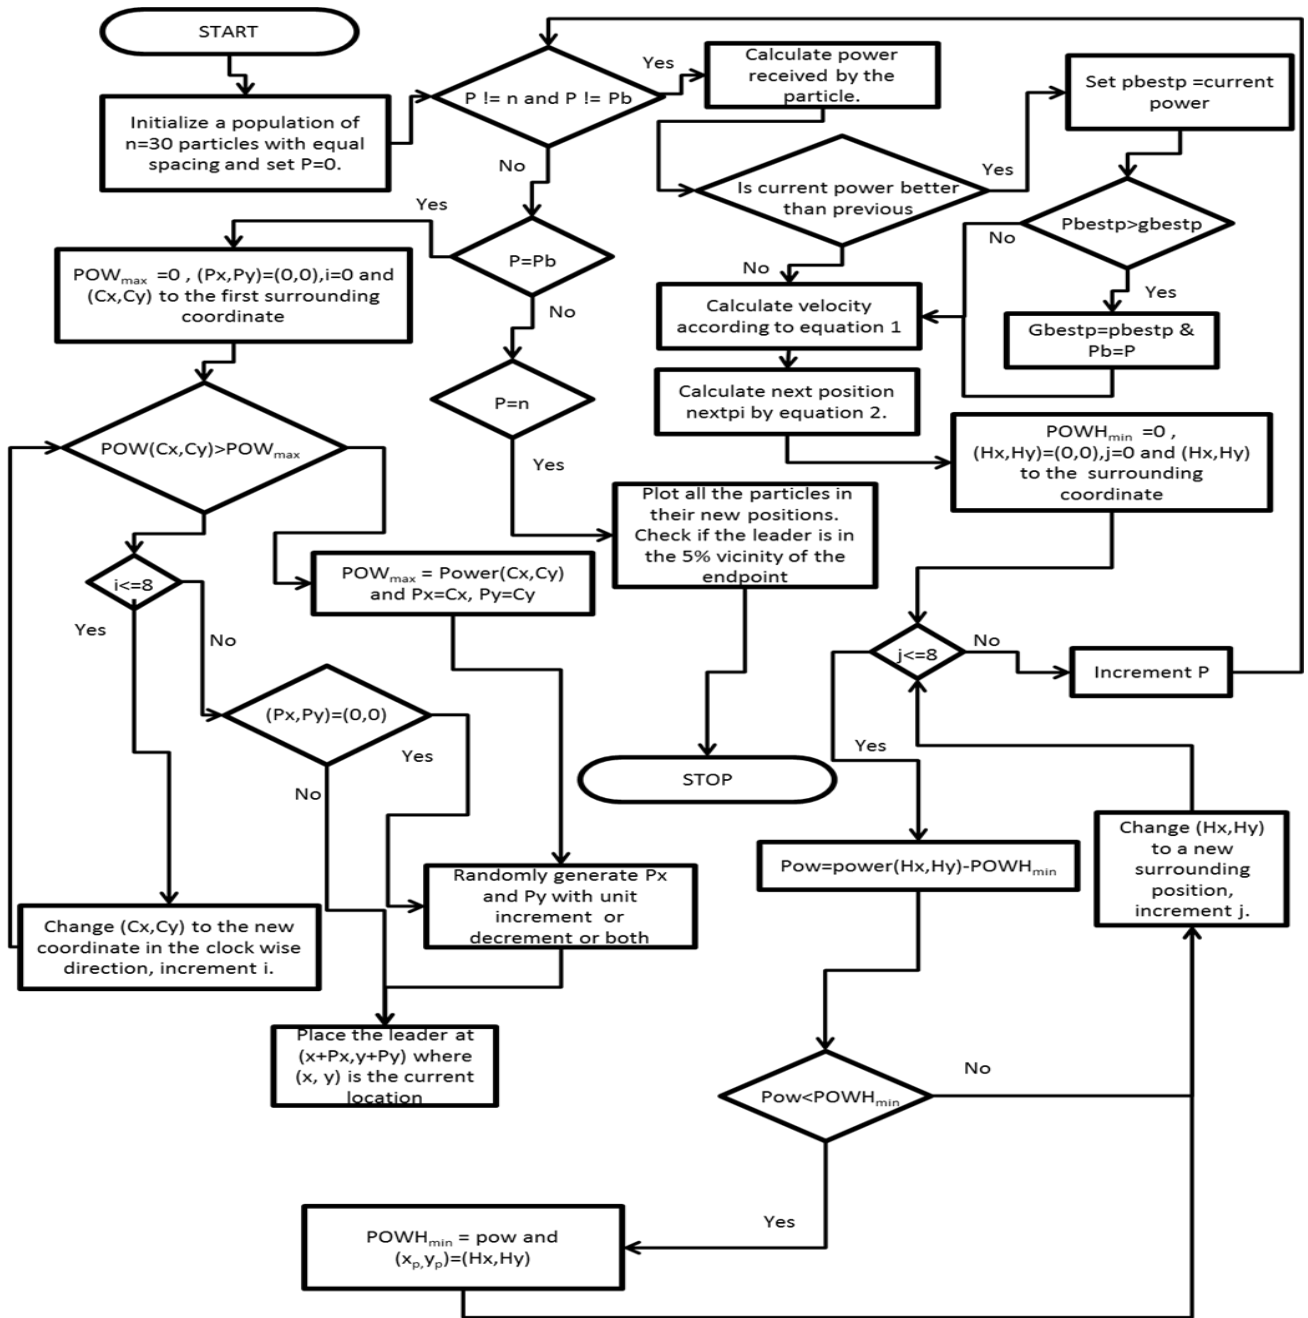 START
Initialize a population of
n=30 particles with equal
spacing and set P=0.
P != n and P != Pb
Yes
No
Calculate power
received by the
particle.
Is current power better
than previous
Yes
No
Set pbestp =current
power
Pbestp>gbestp
No
Yes
Gbestp=pbestp &
Pb=P
Calculate velocity
according to equation 1
Calculate next position
nextpi by equation 2.
POWHmin =0 ,
(Hx,Hy)=(0,0),j=0 and (Hx,Hy)
to the surrounding
coordinate
P=Pb
Yes
No
P=n
Yes
Plot all the particles in
their new positions.
Check if the leader is in
the 5% vicinity of the
endpoint
STOP
POWmax =0 , (Px,Py)=(0,0),i=0 and
(Cx,Cy) to the first surrounding
coordinate
POW(Cx,Cy)>POWmax
POWmax = Power(Cx,Cy)
and Px=Cx, Py=Cy
i<=8
Yes
No
(Px,Py)=(0,0)
Yes
No
Randomly generate Px
and Py with unit
increment or
decrement or both
Change (Cx,Cy) to the new
coordinate in the clock wise
direction, increment i.
Place the leader at
(x+Px,y+Py) where
(x, y) is the current
location
j<=8
No
Yes
Increment P
Pow=power(Hx,Hy)-POWHmin
Change (Hx,Hy)
to a new
surrounding
position,
increment j.
Pow<POWHmin
No
Yes
POWHmin = pow and
(xp,yp)=(Hx,Hy)